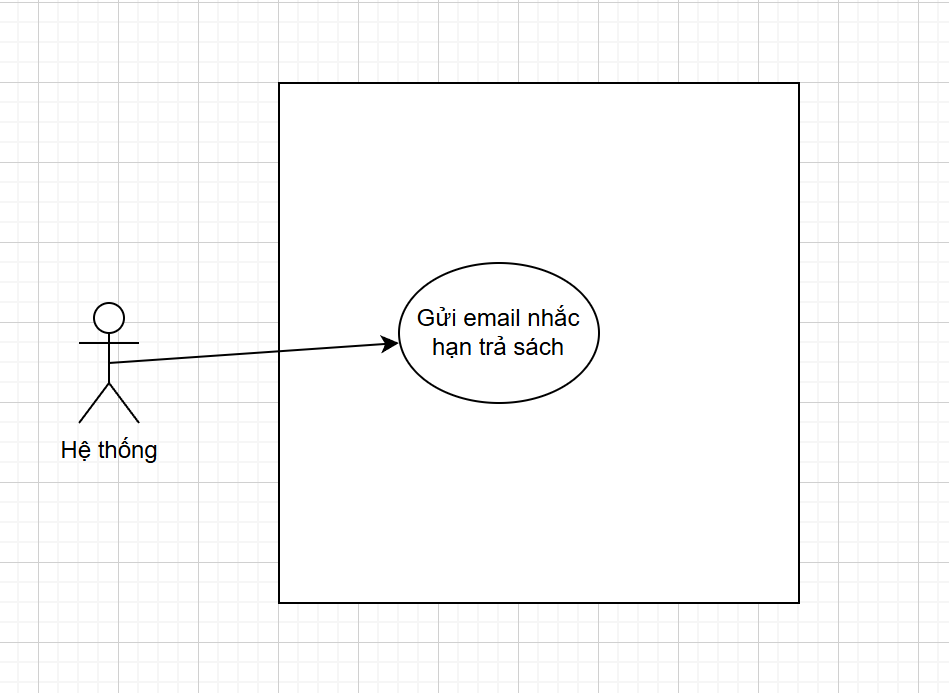 Gửi email nhắc
hạn trả sách
Hệ thống